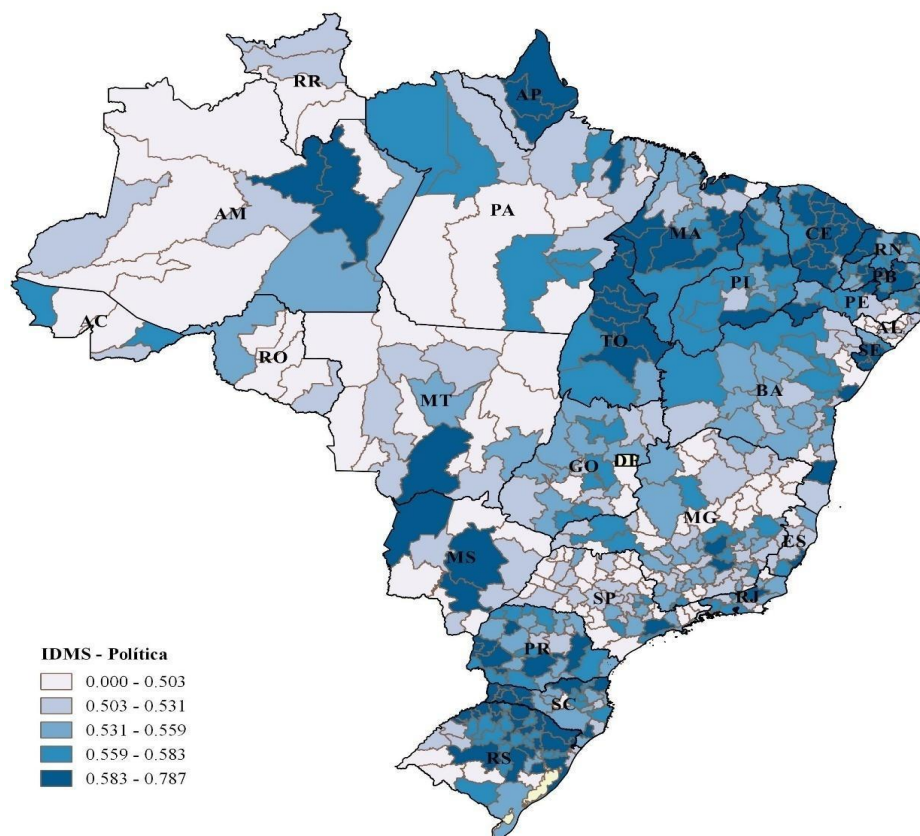 RR
AP
AM
PA
MA
CE
RN
PB
PI
PE
AC
AL
TO
SE
RO
BA
MT
GO
DF
MG
ES
MS
SP
RJ
PR
SC
RS
IDMS - Política
0.000 - 0.503
0.503 - 0.531
0.531 - 0.559
0.559 - 0.583
0.583 - 0.787